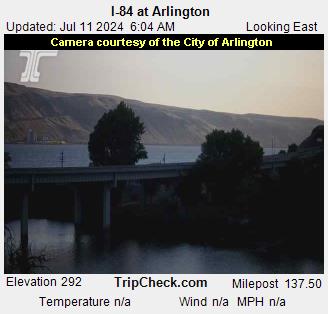 I-84 at Arlington
Updated: Jul 11 2024 6:04 AM Looking East
Camera courtesy of the City of Arlington
Elevation 292 TripCheck.com Milepost 137.50
Temperature n/a Wind n/a MPH n/a